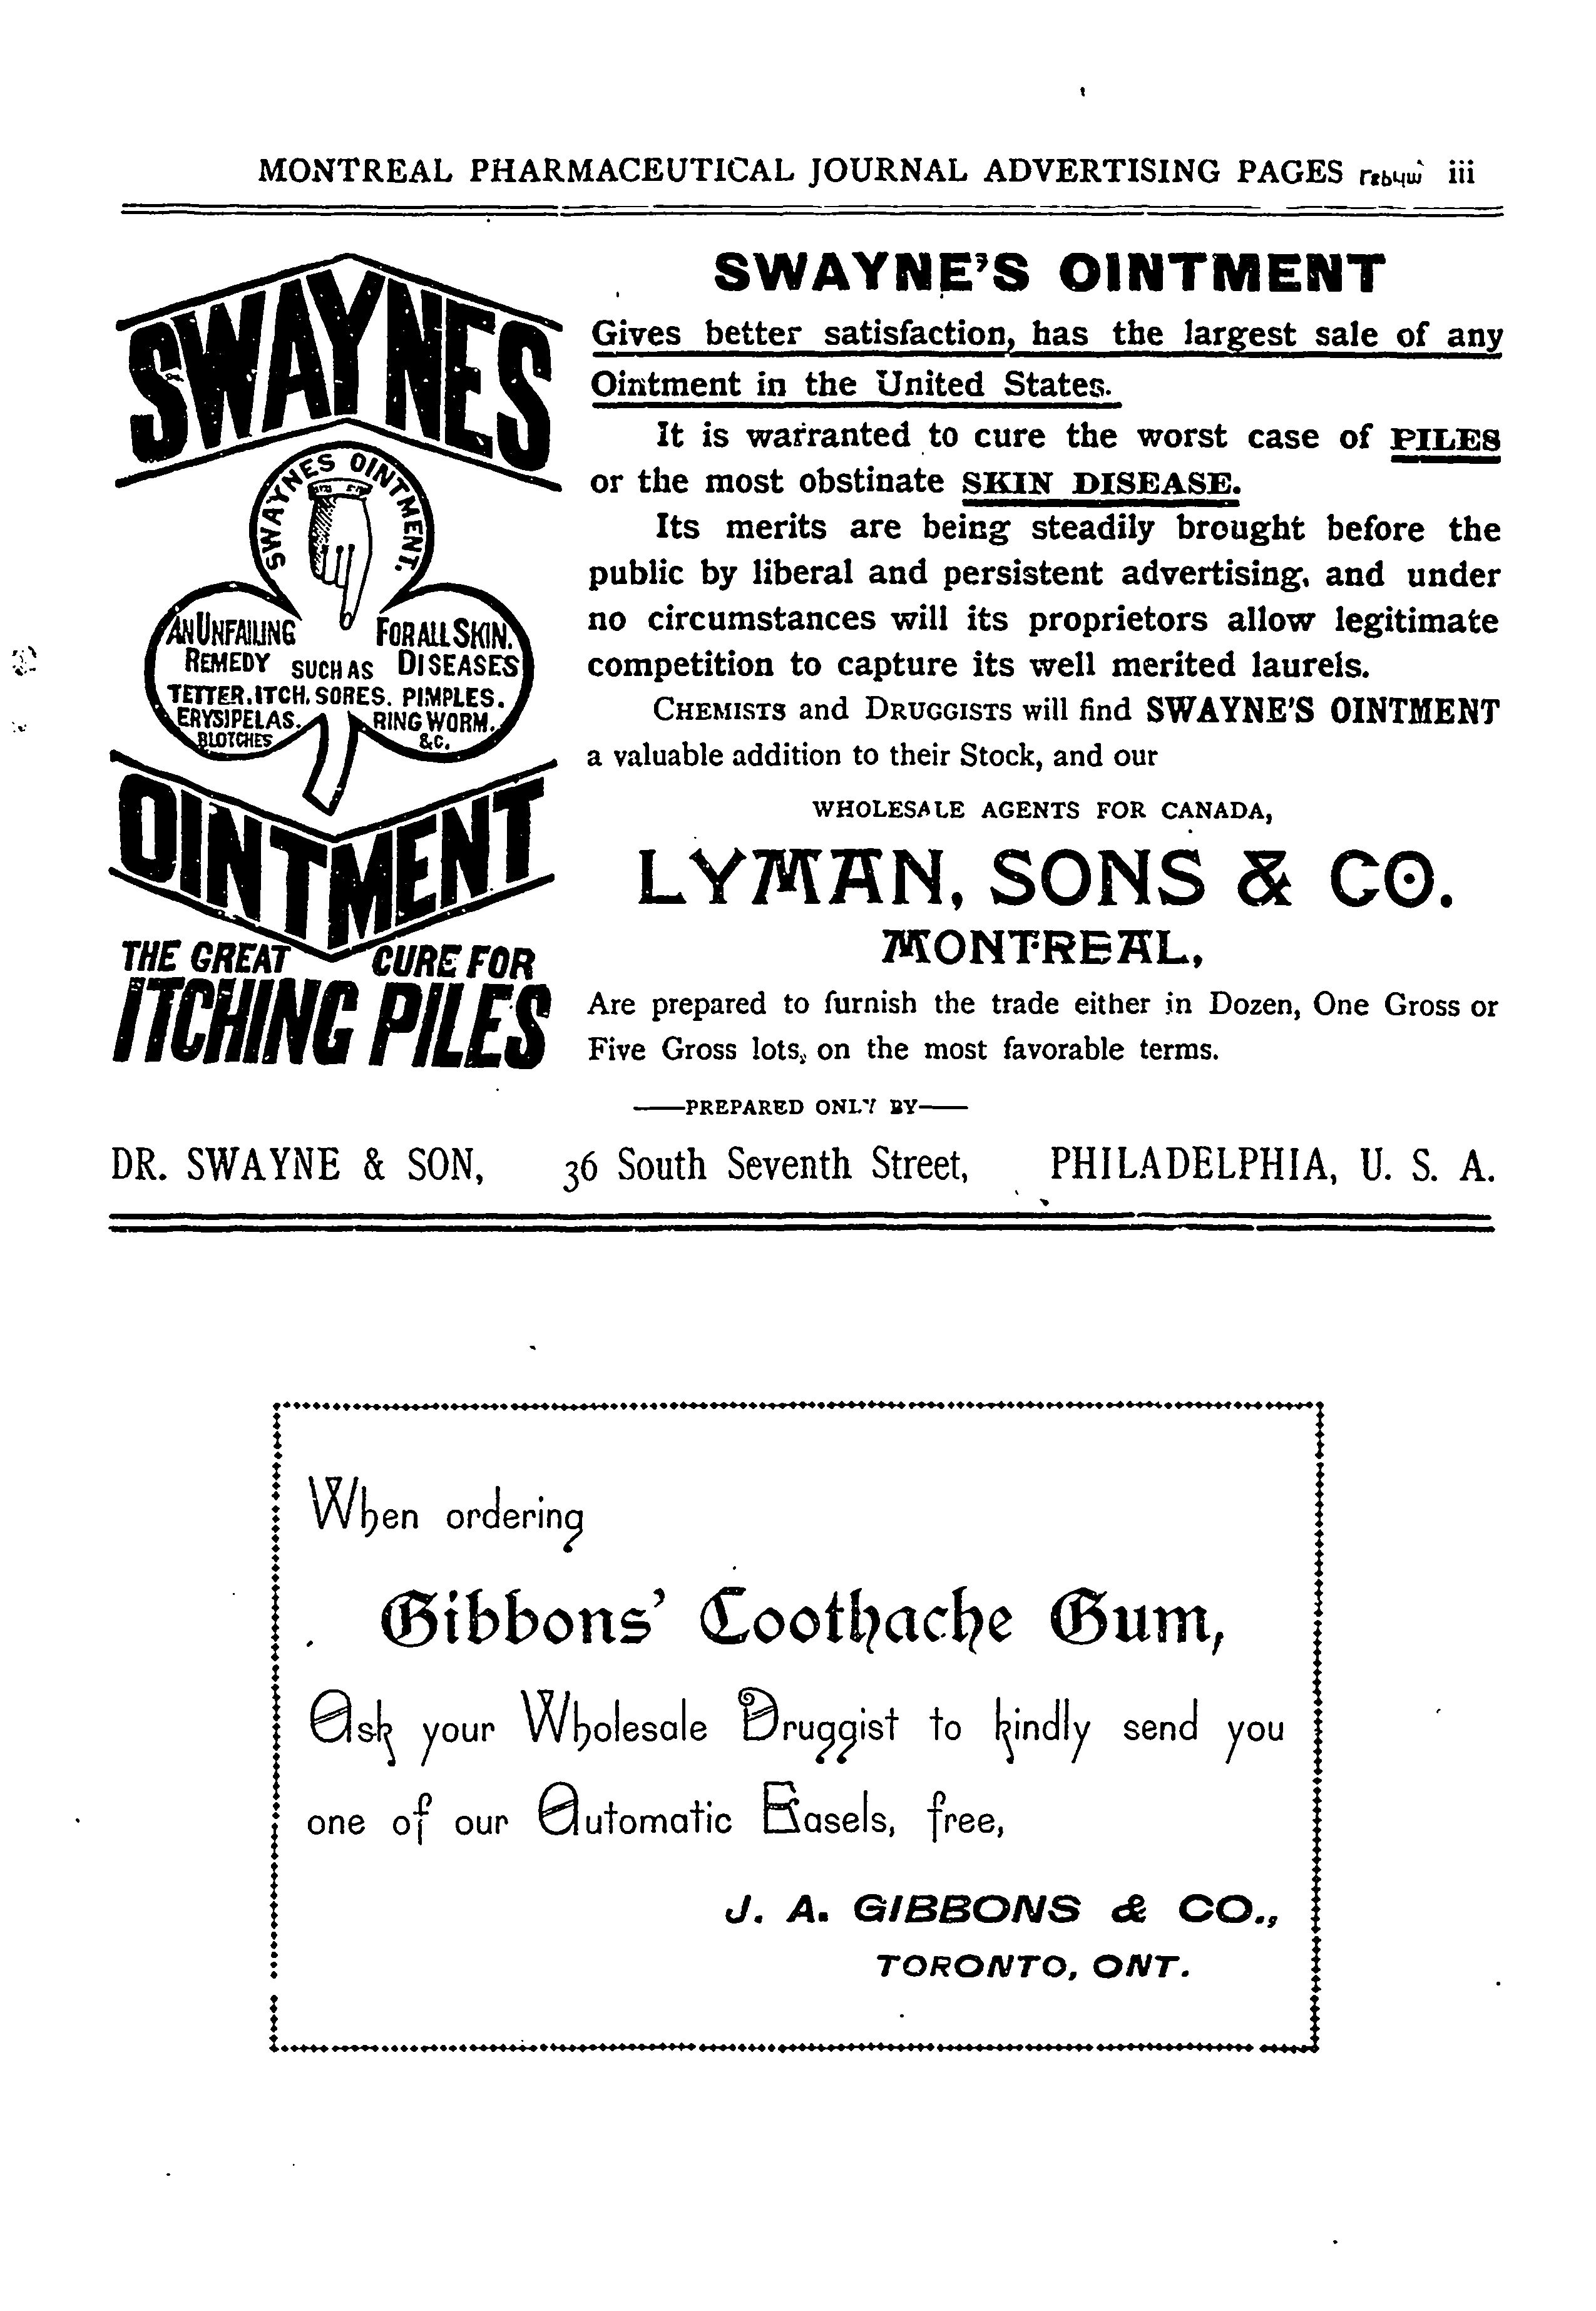 MONTREAL PHARMACEUTICAL JOURNAL ADVERTISING PAGES iii
SWAYNES
SWAYNES OINTMENT.
AN UNFAILING FOR ALL SKIN.
REMEDY SUCH AS DISEASES
TETTER. ITCH. SORES. PIMPLES.
ERYSIPELAS. RING WORM.
BLOTCHES &C.
OINTMENT
THE GREAT CURE FOR
ITCHING PILES
SWAYNE'S OINTMENT
Gives better satisfaction, has the largest sale of any
Ointment in the United States.
It is warranted to cure the worst case of PILES
or the most obstinate SKIN DISEASE.
Its merits are being steadily brought before the
public by liberal and persistent advertising, and under
no circumstances will its proprietors allow legitimate
competition to capture its well merited laurels.
CHEMISTS and DRUGGISTS will find SWAYNE'S OINTMENT
a valuable addition to their Stock, and our
WHOLESALE AGENTS FOR CANADA,
LYMAN, SONS & CO.
MONTREAL,
Are prepared to furnish the trade either in Dozen, One Gross or
Five Gross lots, on the most favorable terms.
——PREPARED ONLY BY——
DR. SWAYNE & SON, 36 South Seventh Street, PHILADELPHIA, U. S. A.
When ordering
Gibbons' Toothache Gum,
Ask your Wholesale Druggist to kindly send you
one of our Automatic Easels, free,
J. A. GIBBONS & CO.,
TORONTO, ONT.